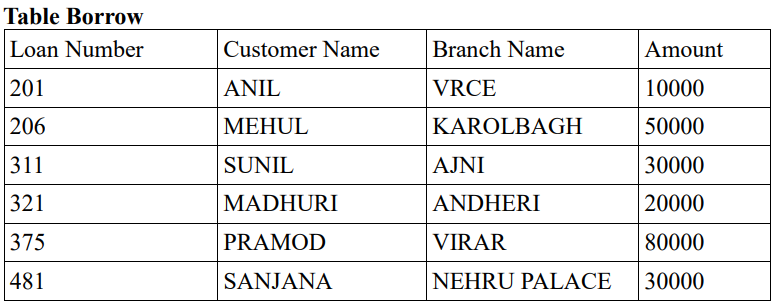 Table Borrow
Loan Number Customer Name Branch Name Amount
201 ANIL VRCE 10000
206 MEHUL KAROLBAGH 50000
311 SUNIL AJNI 30000
321 MADHURI ANDHERI 20000
375 PRAMOD VIRAR 80000
481 SANJANA NEHRU PALACE 30000